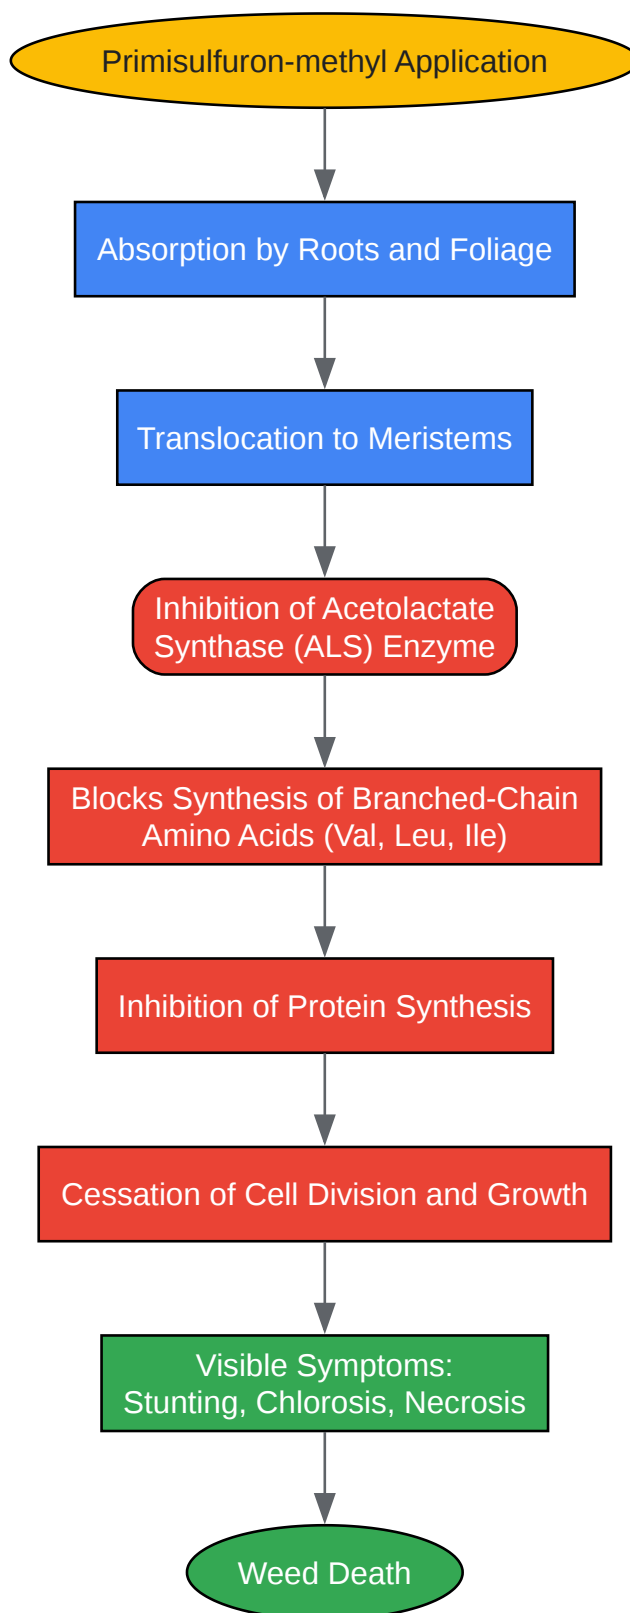 Primisulfuron-methyl Application
Absorption by Roots and Foliage
Translocation to Meristems
Inhibition of Acetolactate
Synthase (ALS) Enzyme
Blocks Synthesis of Branched-Chain
Amino Acids (Val, Leu, Ile)
Inhibition of Protein Synthesis
Cessation of Cell Division and Growth
Visible Symptoms:
Stunting, Chlorosis, Necrosis
Weed Death